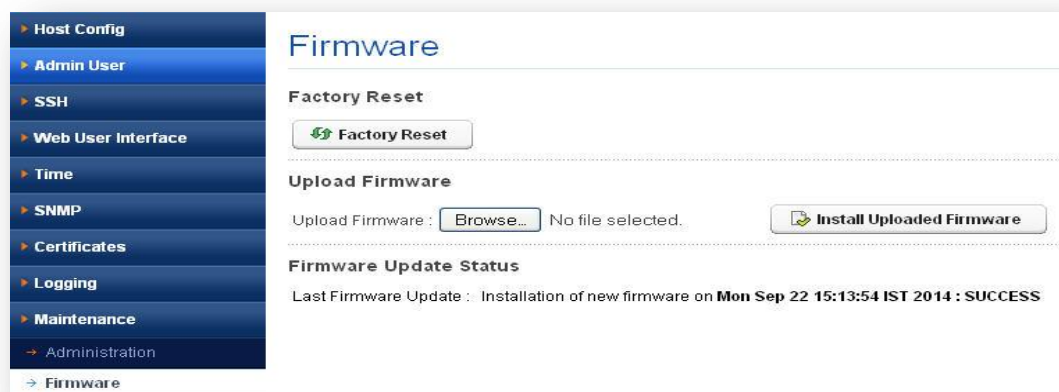 Host Config
Admin User
SSH
Web User Interface
Time
SNMP
Certificates
Logging
Maintenance
Administration
Firmware
Firmware
Factory Reset
Factory Reset
Upload Firmware
Upload Firmware : Browse... No file selected. Install Uploaded Firmware
Firmware Update Status
Last Firmware Update : Installation of new firmware on Mon Sep 22 15:13:54 IST 2014 : SUCCESS